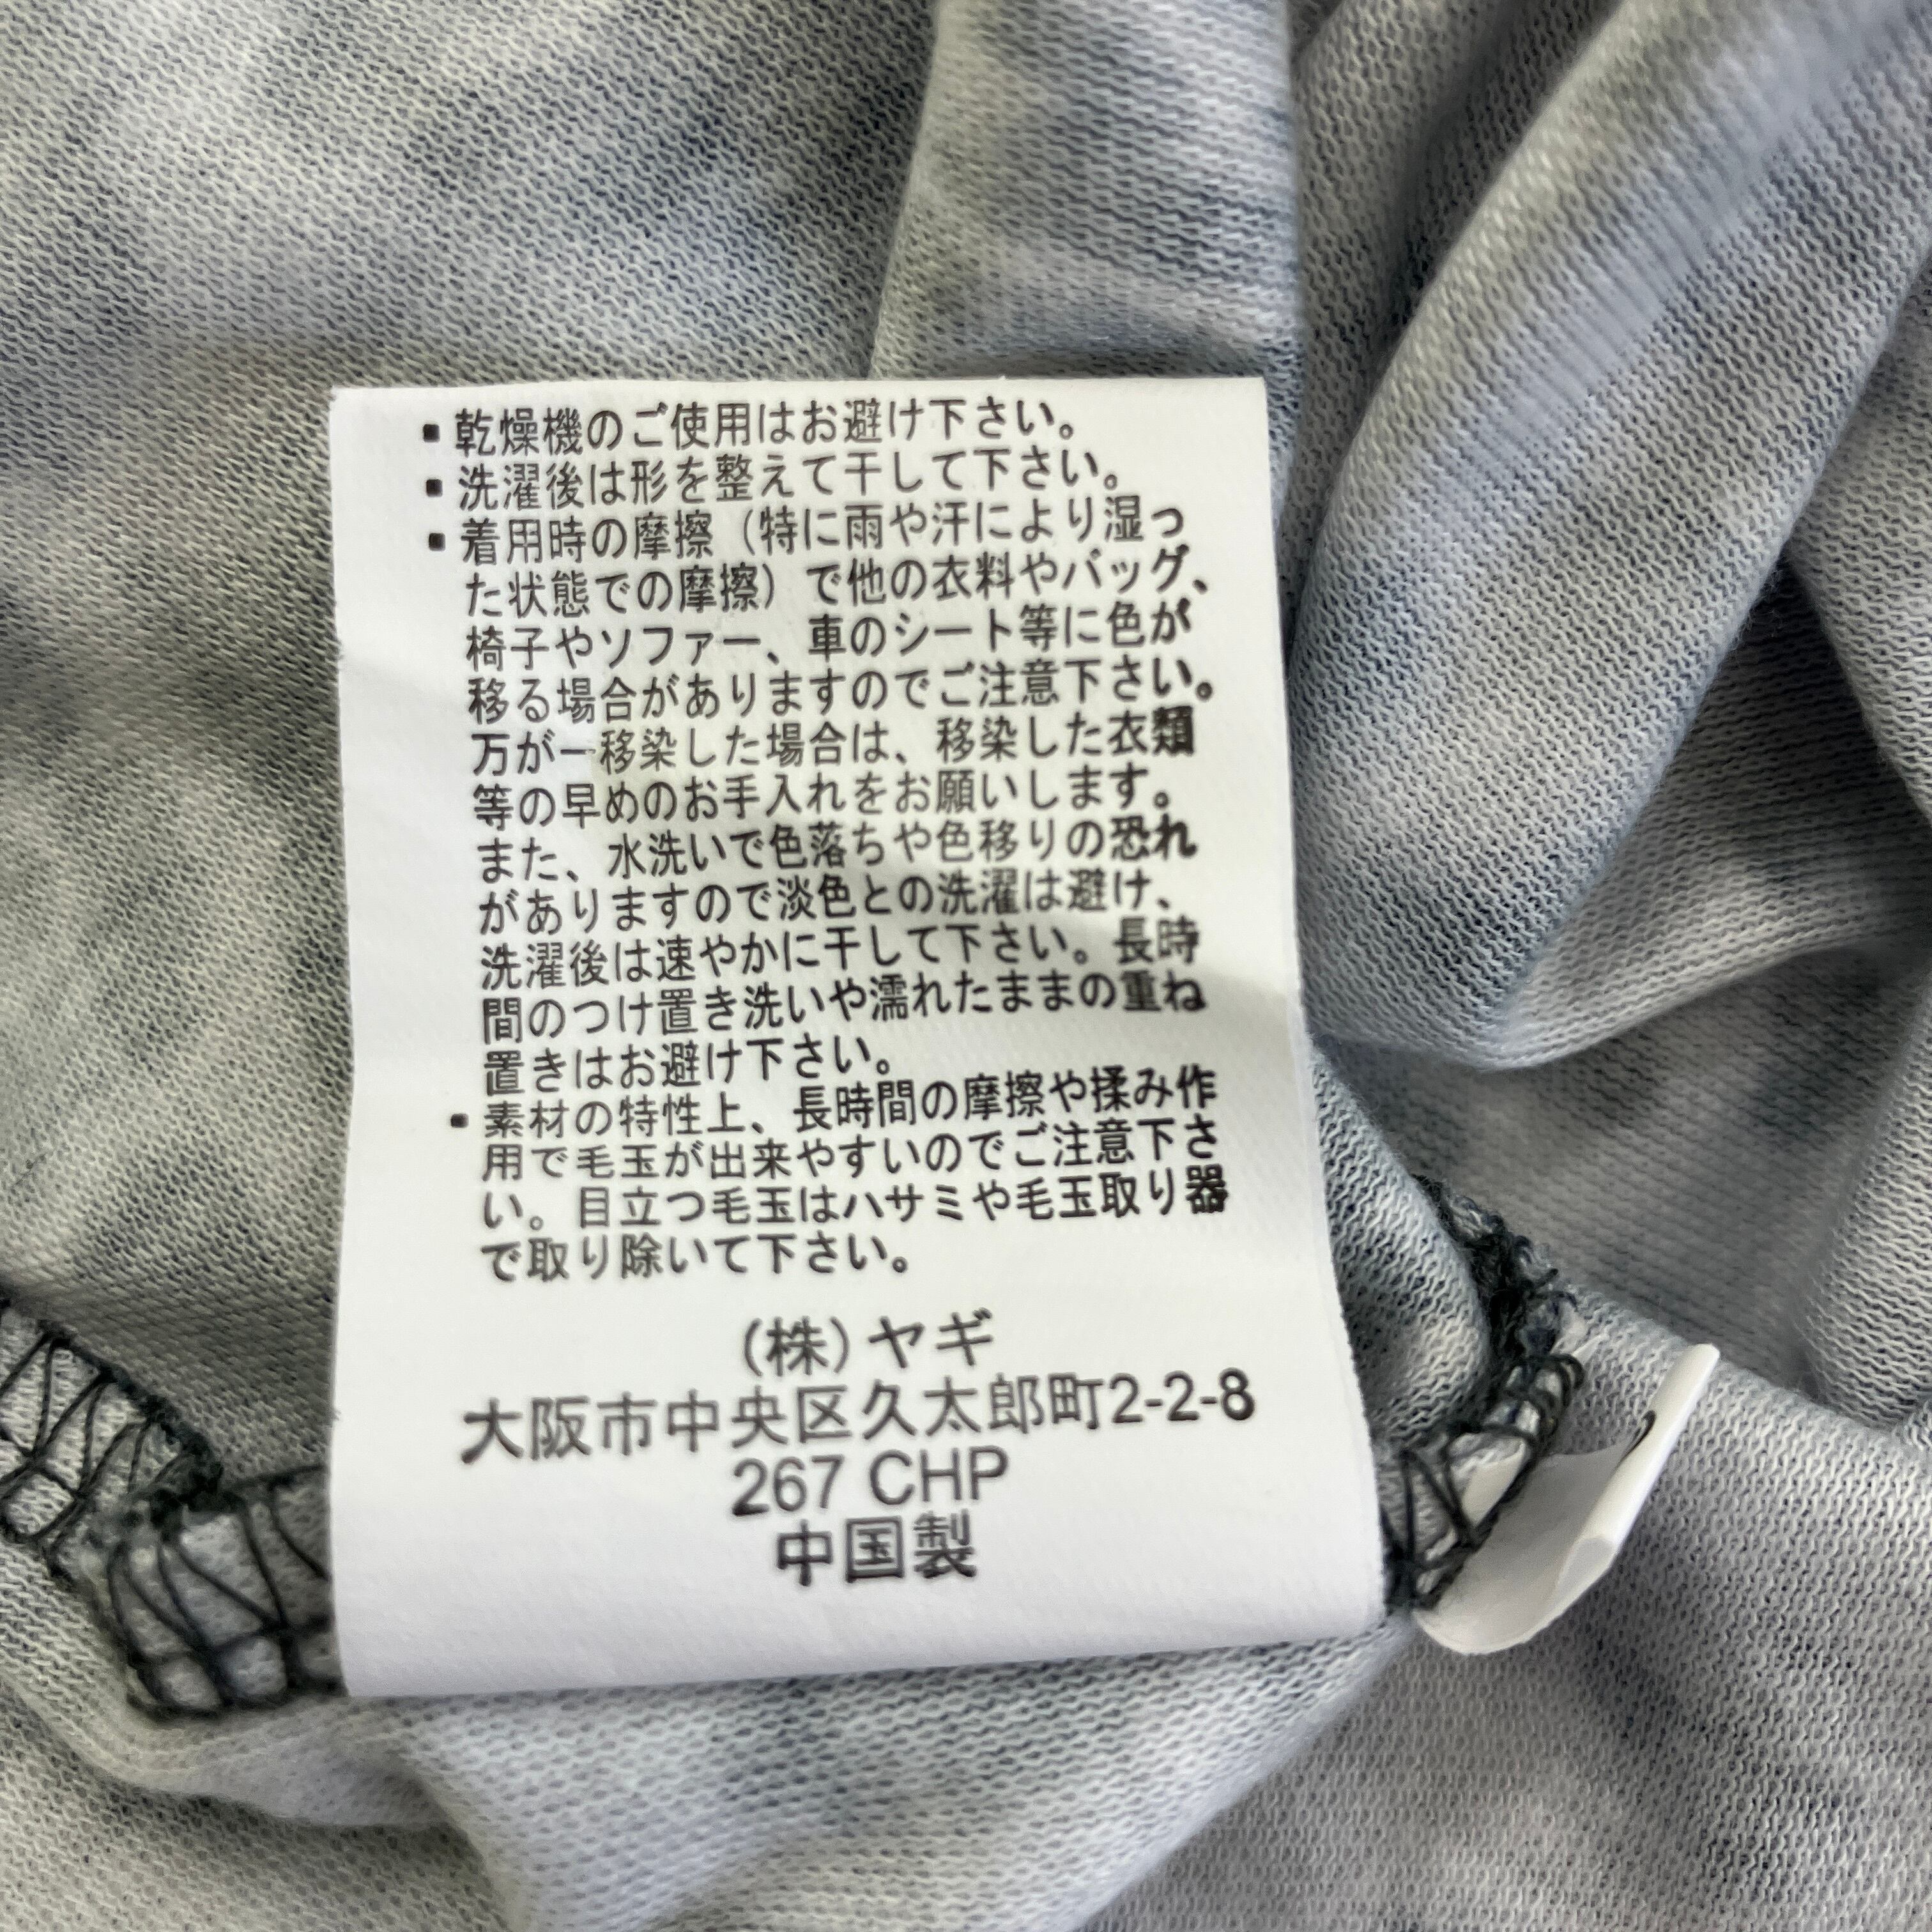 ▪乾燥機のご使用はお避け下さい。
▪洗濯後は形を整えて干して下さい。
▪着用時の摩擦（特に雨や汗により湿っ
た状態での摩擦）で他の衣料やバッグ、
椅子やソファー、車のシート等に色が
移る場合がありますのでご注意下さい。
万が一移染した場合は、移染した衣類
等の早めのお手入れをお願いします。
また、水洗いで色落ちや色移りの恐れ
がありますので淡色との洗濯は避け、
洗濯後は速やかに干して下さい。長時
間のつけ置き洗いや濡れたままの重ね
置きはお避け下さい。
▪素材の特性上、長時間の摩擦や揉み作
用で毛玉が出来やすいのでご注意下さ
い。目立つ毛玉はハサミや毛玉取り器
で取り除いて下さい。
(株)ヤギ
大阪市中央区久太郎町2-2-8
267 CHP
中国製